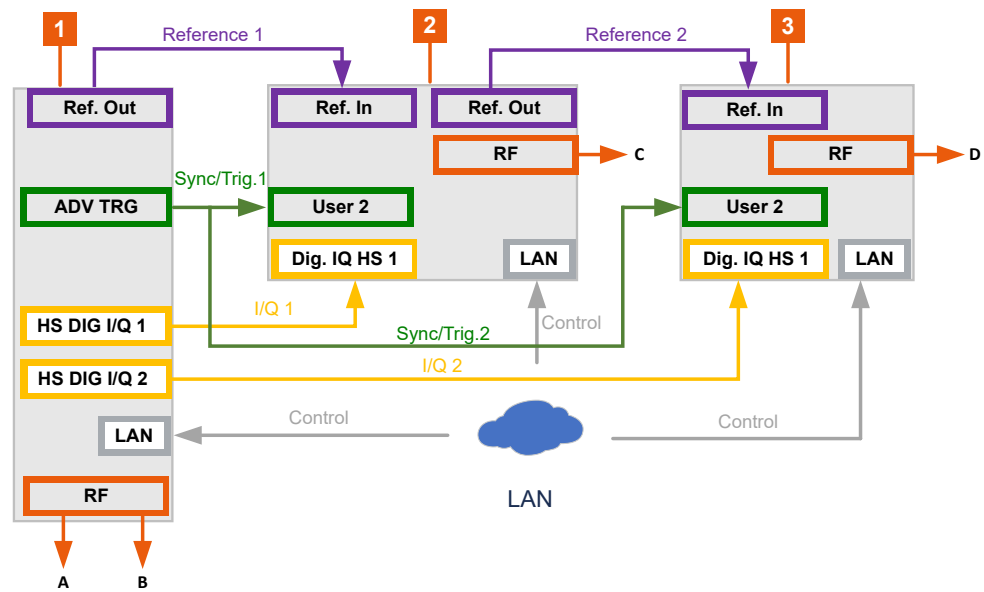 1
2
3
Reference 1
Reference 2
Ref. Out
Ref. In
Ref. Out
Ref. In
RF
C
RF
D
Sync/Trig.1
ADV TRG
User 2
User 2
Dig. IQ HS 1
LAN
Dig. IQ HS 1
LAN
I/Q 1
HS DIG I/Q 1
Control
Sync/Trig.2
I/Q 2
HS DIG I/Q 2
Control
Control
LAN
LAN
RF
A
B